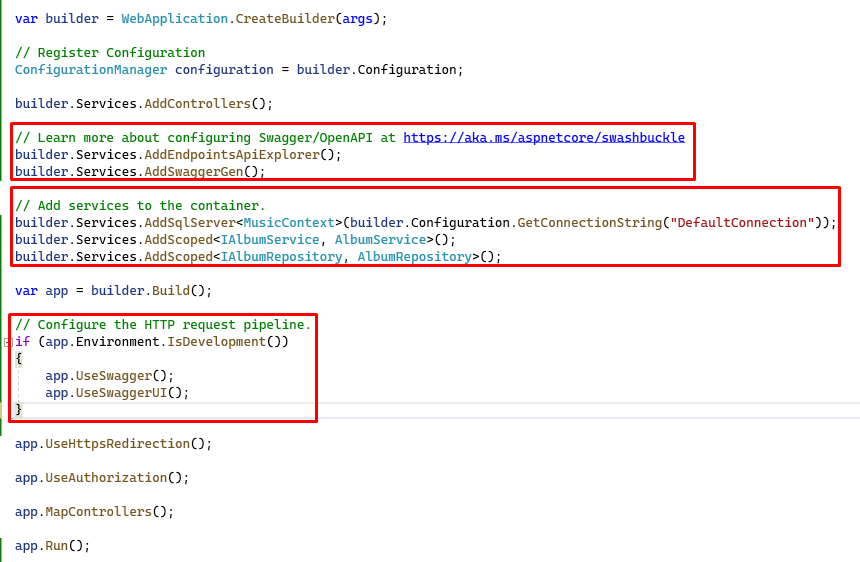 var builder = WebApplication.CreateBuilder(args);
// Register Configuration
ConfigurationManager configuration = builder.Configuration;
builder.Services.AddControllers();
// Learn more about configuring Swagger/OpenAPI at https://aka.ms/aspnetcore/swashbuckle
builder.Services.AddEndpointsApiExplorer();
builder.Services.AddSwaggerGen();
// Add services to the container.
builder.Services.AddSqlServer<MusicContext>(builder.Configuration.GetConnectionString("DefaultConnection"));
builder.Services.AddScoped<IAlbumService, AlbumService>();
builder.Services.AddScoped<IAlbumRepository, AlbumRepository>();
var app = builder.Build();
// Configure the HTTP request pipeline.
if (app.Environment.IsDevelopment())
{
    app.UseSwagger();
    app.UseSwaggerUI();
}
app.UseHttpsRedirection();
app.UseAuthorization();
app.MapControllers();
app.Run();